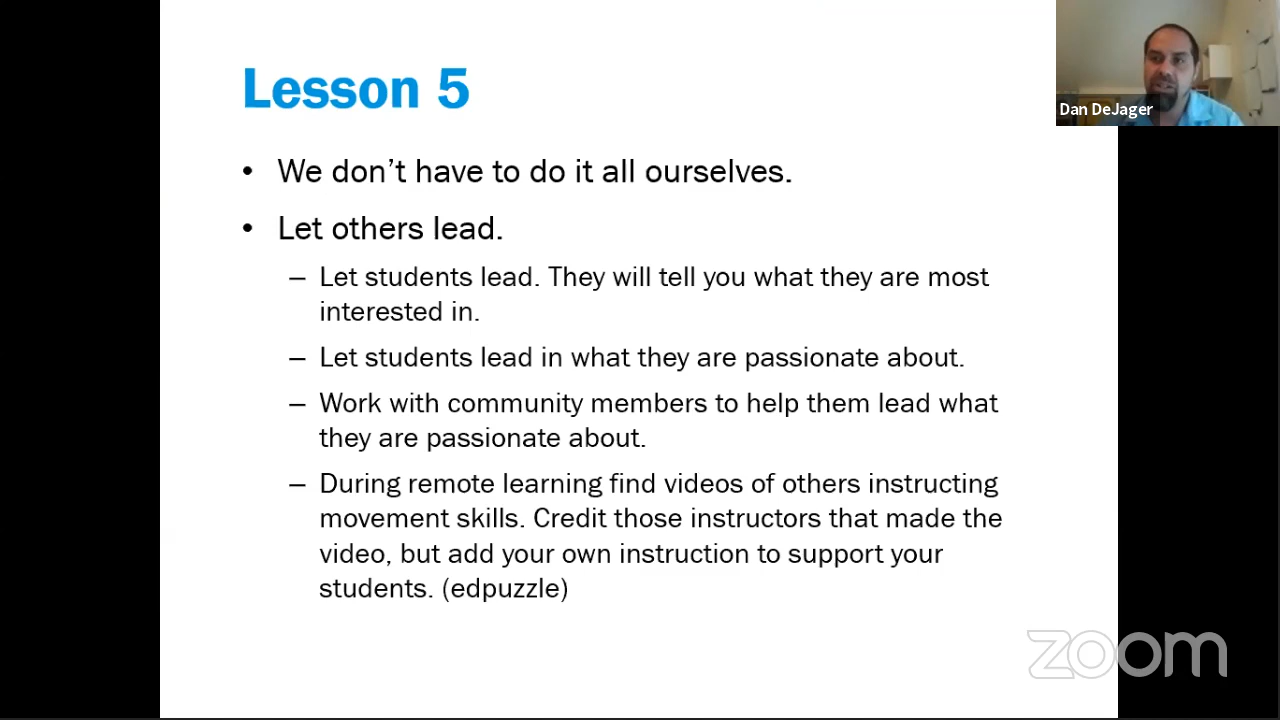 Lesson 5
• We don’t have to do it all ourselves.
• Let others lead.
– Let students lead. They will tell you what they are most
interested in.
– Let students lead in what they are passionate about.
– Work with community members to help them lead what
they are passionate about.
– During remote learning find videos of others instructing
movement skills. Credit those instructors that made the
video, but add your own instruction to support your
students. (edpuzzle)
Dan DeJager
zoom